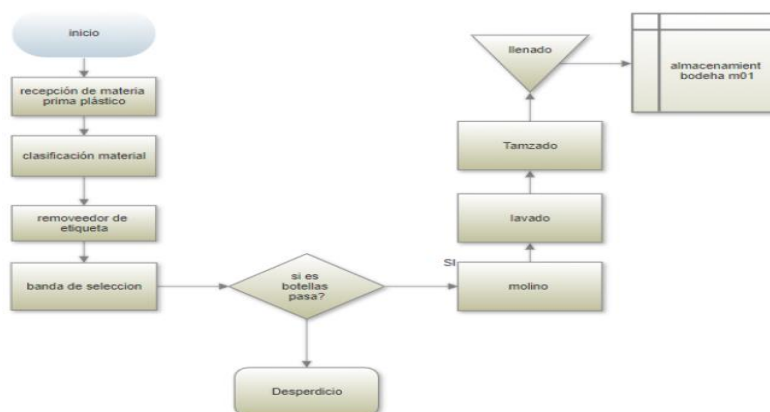 inicio
recepción de materia
prima plástico
clasificación material
removeedor de
etiqueta
banda de seleccion
si es
botellas
pasa?
Desperdicio
SI
molino
lavado
Tamzado
llenado
almacenamient
bodeha m01